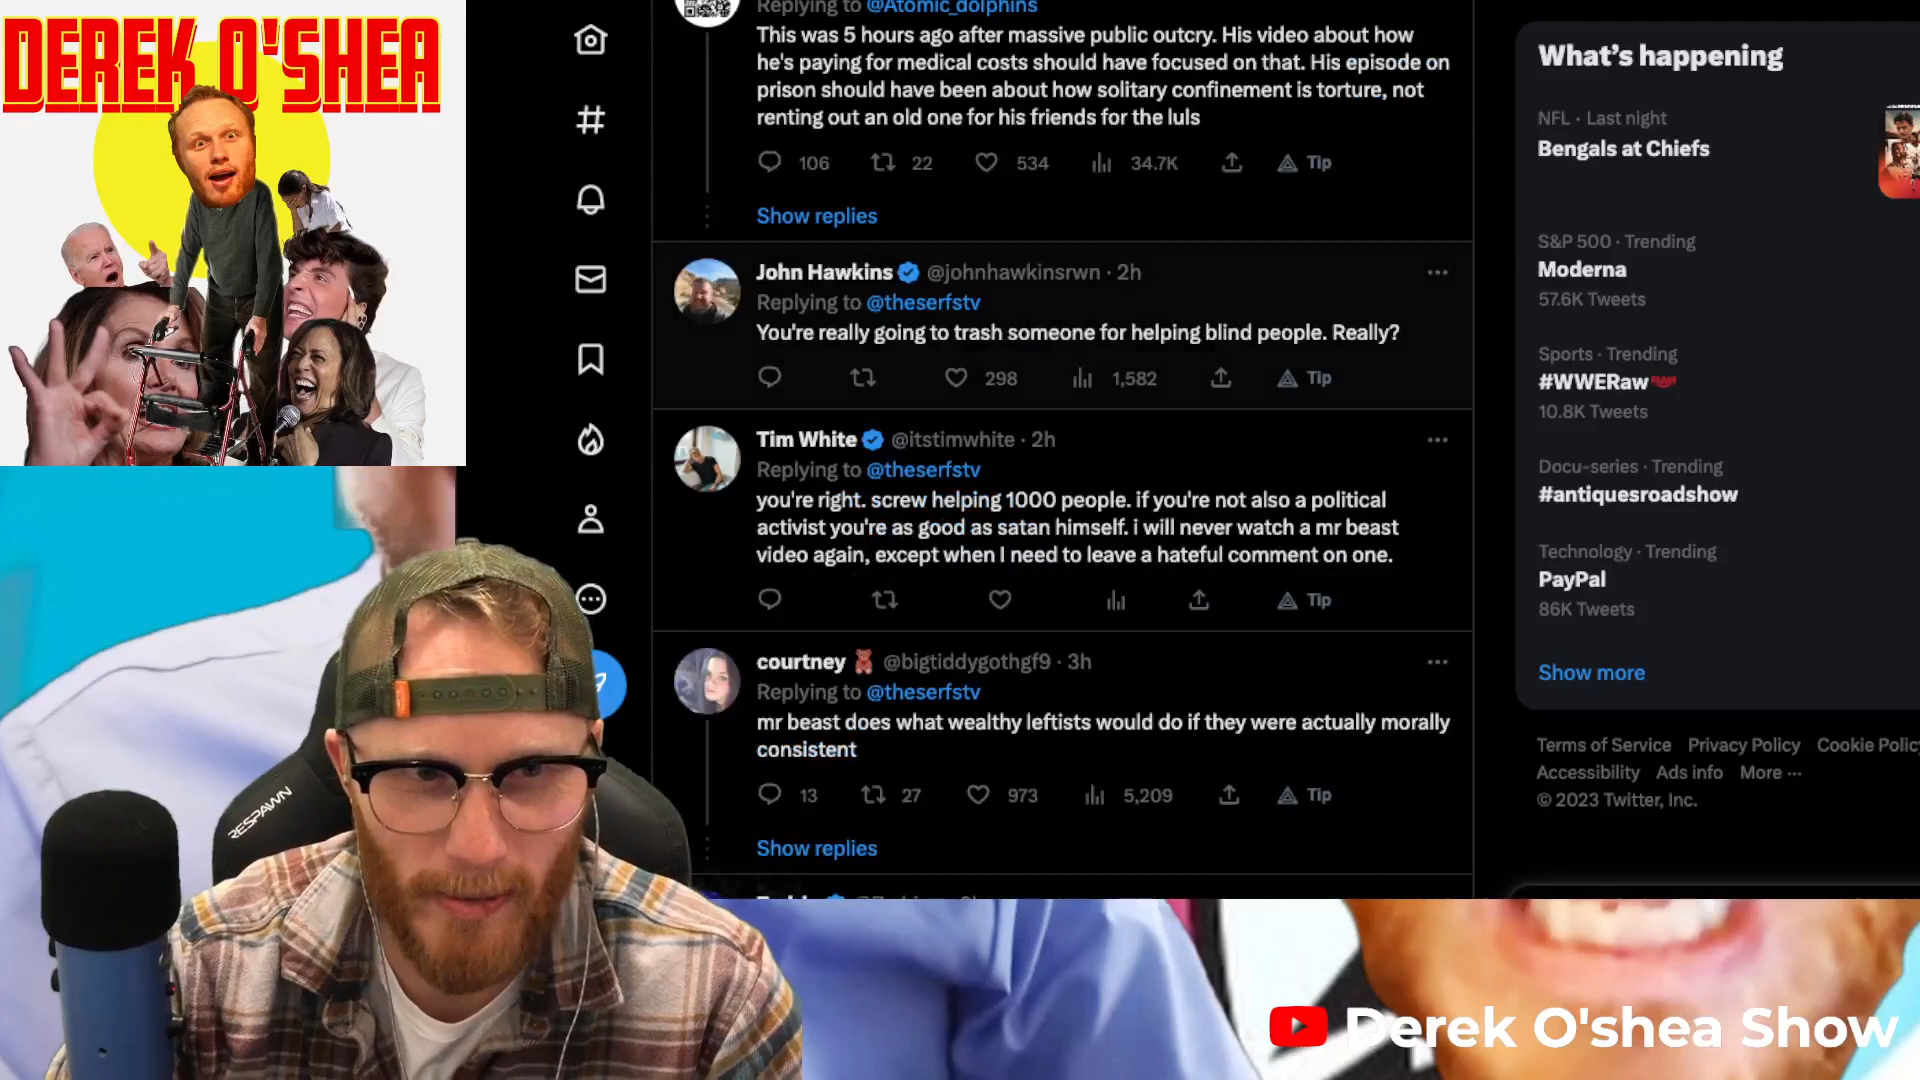 DEREK O'SHEA
Replying to @Atomic_dolphins
This was 5 hours ago after massive public outcry. His video about how
he's paying for medical costs should have focused on that. His episode on
prison should have been about how solitary confinement is torture, not
renting out an old one for his friends for the luls
106 22 534 34.7K Tip
Show replies
John Hawkins @johnhawkinsrwn · 2h
Replying to @theserfstv
You're really going to trash someone for helping blind people. Really?
298 1,582 Tip
Tim White @itstimwhite · 2h
Replying to @theserfstv
you're right. screw helping 1000 people. if you're not also a political
activist you're as good as satan himself. i will never watch a mr beast
video again, except when I need to leave a hateful comment on one.
Tip
courtney 🧸 @bigtiddygothgf9 · 3h
Replying to @theserfstv
mr beast does what wealthy leftists would do if they were actually morally
consistent
13 27 973 5,209 Tip
Show replies
What's happening
NFL · Last night
Bengals at Chiefs
S&P 500 · Trending
Moderna
57.6K Tweets
Sports · Trending
#WWERaw
10.8K Tweets
Docu-series · Trending
#antiquesroadshow
Technology · Trending
PayPal
86K Tweets
Show more
Terms of Service Privacy Policy Cookie Policy
Accessibility Ads info More ···
© 2023 Twitter, Inc.
RESPAWN
Derek O'shea Show